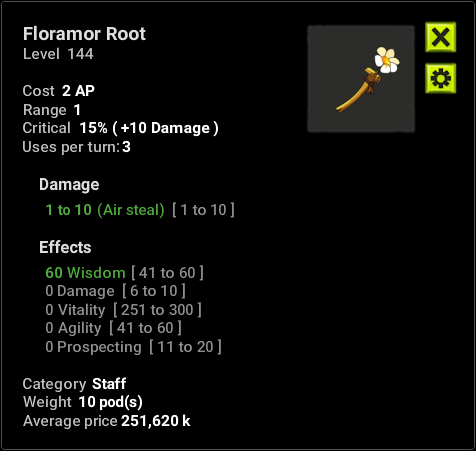 Floramor Root
Level 144
Cost 2 AP
Range 1
Critical 15% ( +10 Damage )
Uses per turn: 3
Damage
1 to 10 (Air steal) [ 1 to 10 ]
Effects
60 Wisdom [ 41 to 60 ]
0 Damage [ 6 to 10 ]
0 Vitality [ 251 to 300 ]
0 Agility [ 41 to 60 ]
0 Prospecting [ 11 to 20 ]
Category Staff
Weight 10 pod(s)
Average price 251,620 k